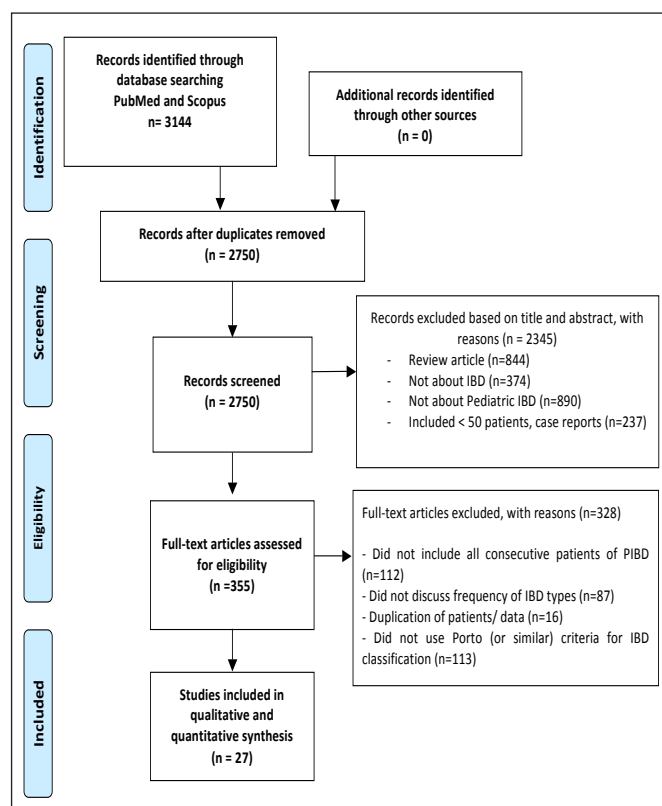 Identification
Records identified through
database searching
PubMed and Scopus
n= 3144
Additional records identified
through other sources
(n = 0)
Records after duplicates removed
(n = 2750)
Screening
Records screened
(n = 2750)
Records excluded based on title and abstract, with
reasons (n = 2345)
- Review article (n=844)
- Not about IBD (n=374)
- Not about Pediatric IBD (n=890)
- Included < 50 patients, case reports (n=237)
Eligibility
Full-text articles assessed
for eligibility
(n =355)
Full-text articles excluded, with reasons (n=328)
- Did not include all consecutive patients of PIBD
(n=112)
- Did not discuss frequency of IBD types (n=87)
- Duplication of patients/ data (n=16)
- Did not use Porto (or similar) criteria for IBD
classification (n=113)
Included
Studies included in
qualitative and
quantitative synthesis
(n = 27)